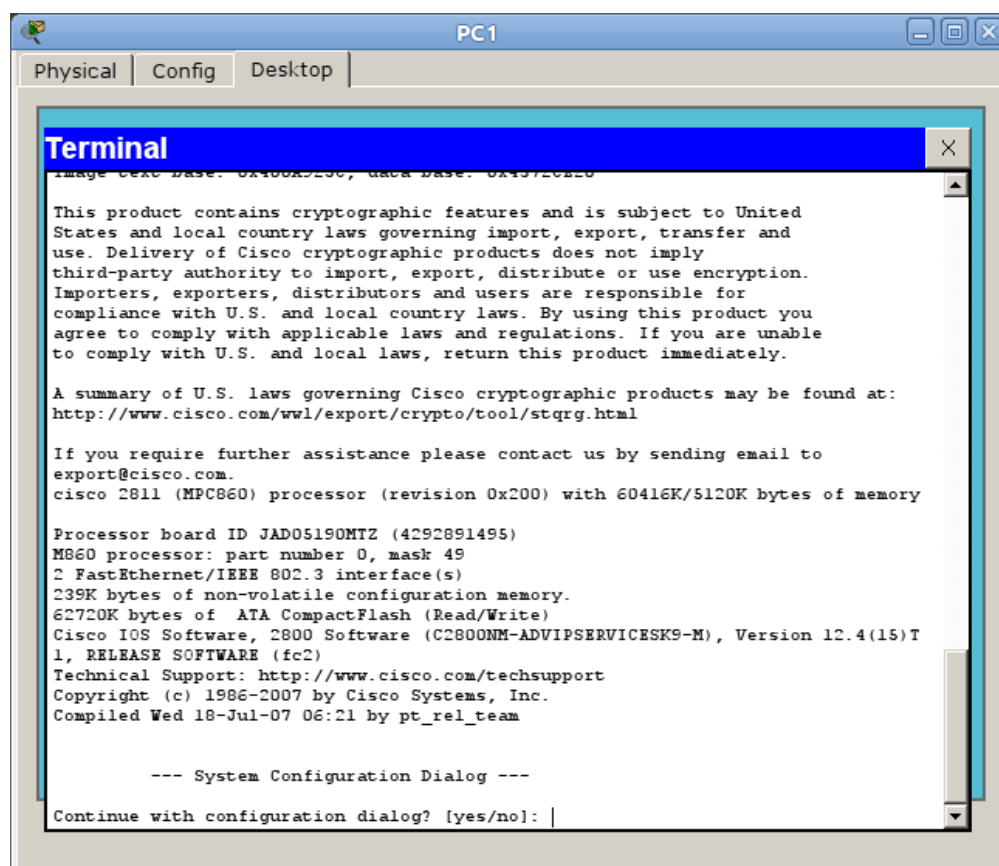 PC1
Physical
Config
Desktop
Terminal
This product contains cryptographic features and is subject to United
States and local country laws governing import, export, transfer and
use. Delivery of Cisco cryptographic products does not imply
third-party authority to import, export, distribute or use encryption.
Importers, exporters, distributors and users are responsible for
compliance with U.S. and local country laws. By using this product you
agree to comply with applicable laws and regulations. If you are unable
to comply with U.S. and local laws, return this product immediately.
A summary of U.S. laws governing Cisco cryptographic products may be found at:
http://www.cisco.com/wwl/export/crypto/tool/stqrg.html
If you require further assistance please contact us by sending email to
export@cisco.com.
cisco 2811 (MPC860) processor (revision 0x200) with 60416K/5120K bytes of memory
Processor board ID JAD05190MTZ (4292891495)
M860 processor: part number 0, mask 49
2 FastEthernet/IEEE 802.3 interface(s)
239K bytes of non-volatile configuration memory.
62720K bytes of ATA CompactFlash (Read/Write)
Cisco IOS Software, 2800 Software (C2800NM-ADVIPSERVICESK9-M), Version 12.4(15)T
1, RELEASE SOFTWARE (fc2)
Technical Support: http://www.cisco.com/techsupport
Copyright (c) 1986-2007 by Cisco Systems, Inc.
Compiled Wed 18-Jul-07 06:21 by pt_rel_team
--- System Configuration Dialog ---
Continue with configuration dialog? [yes/no]: